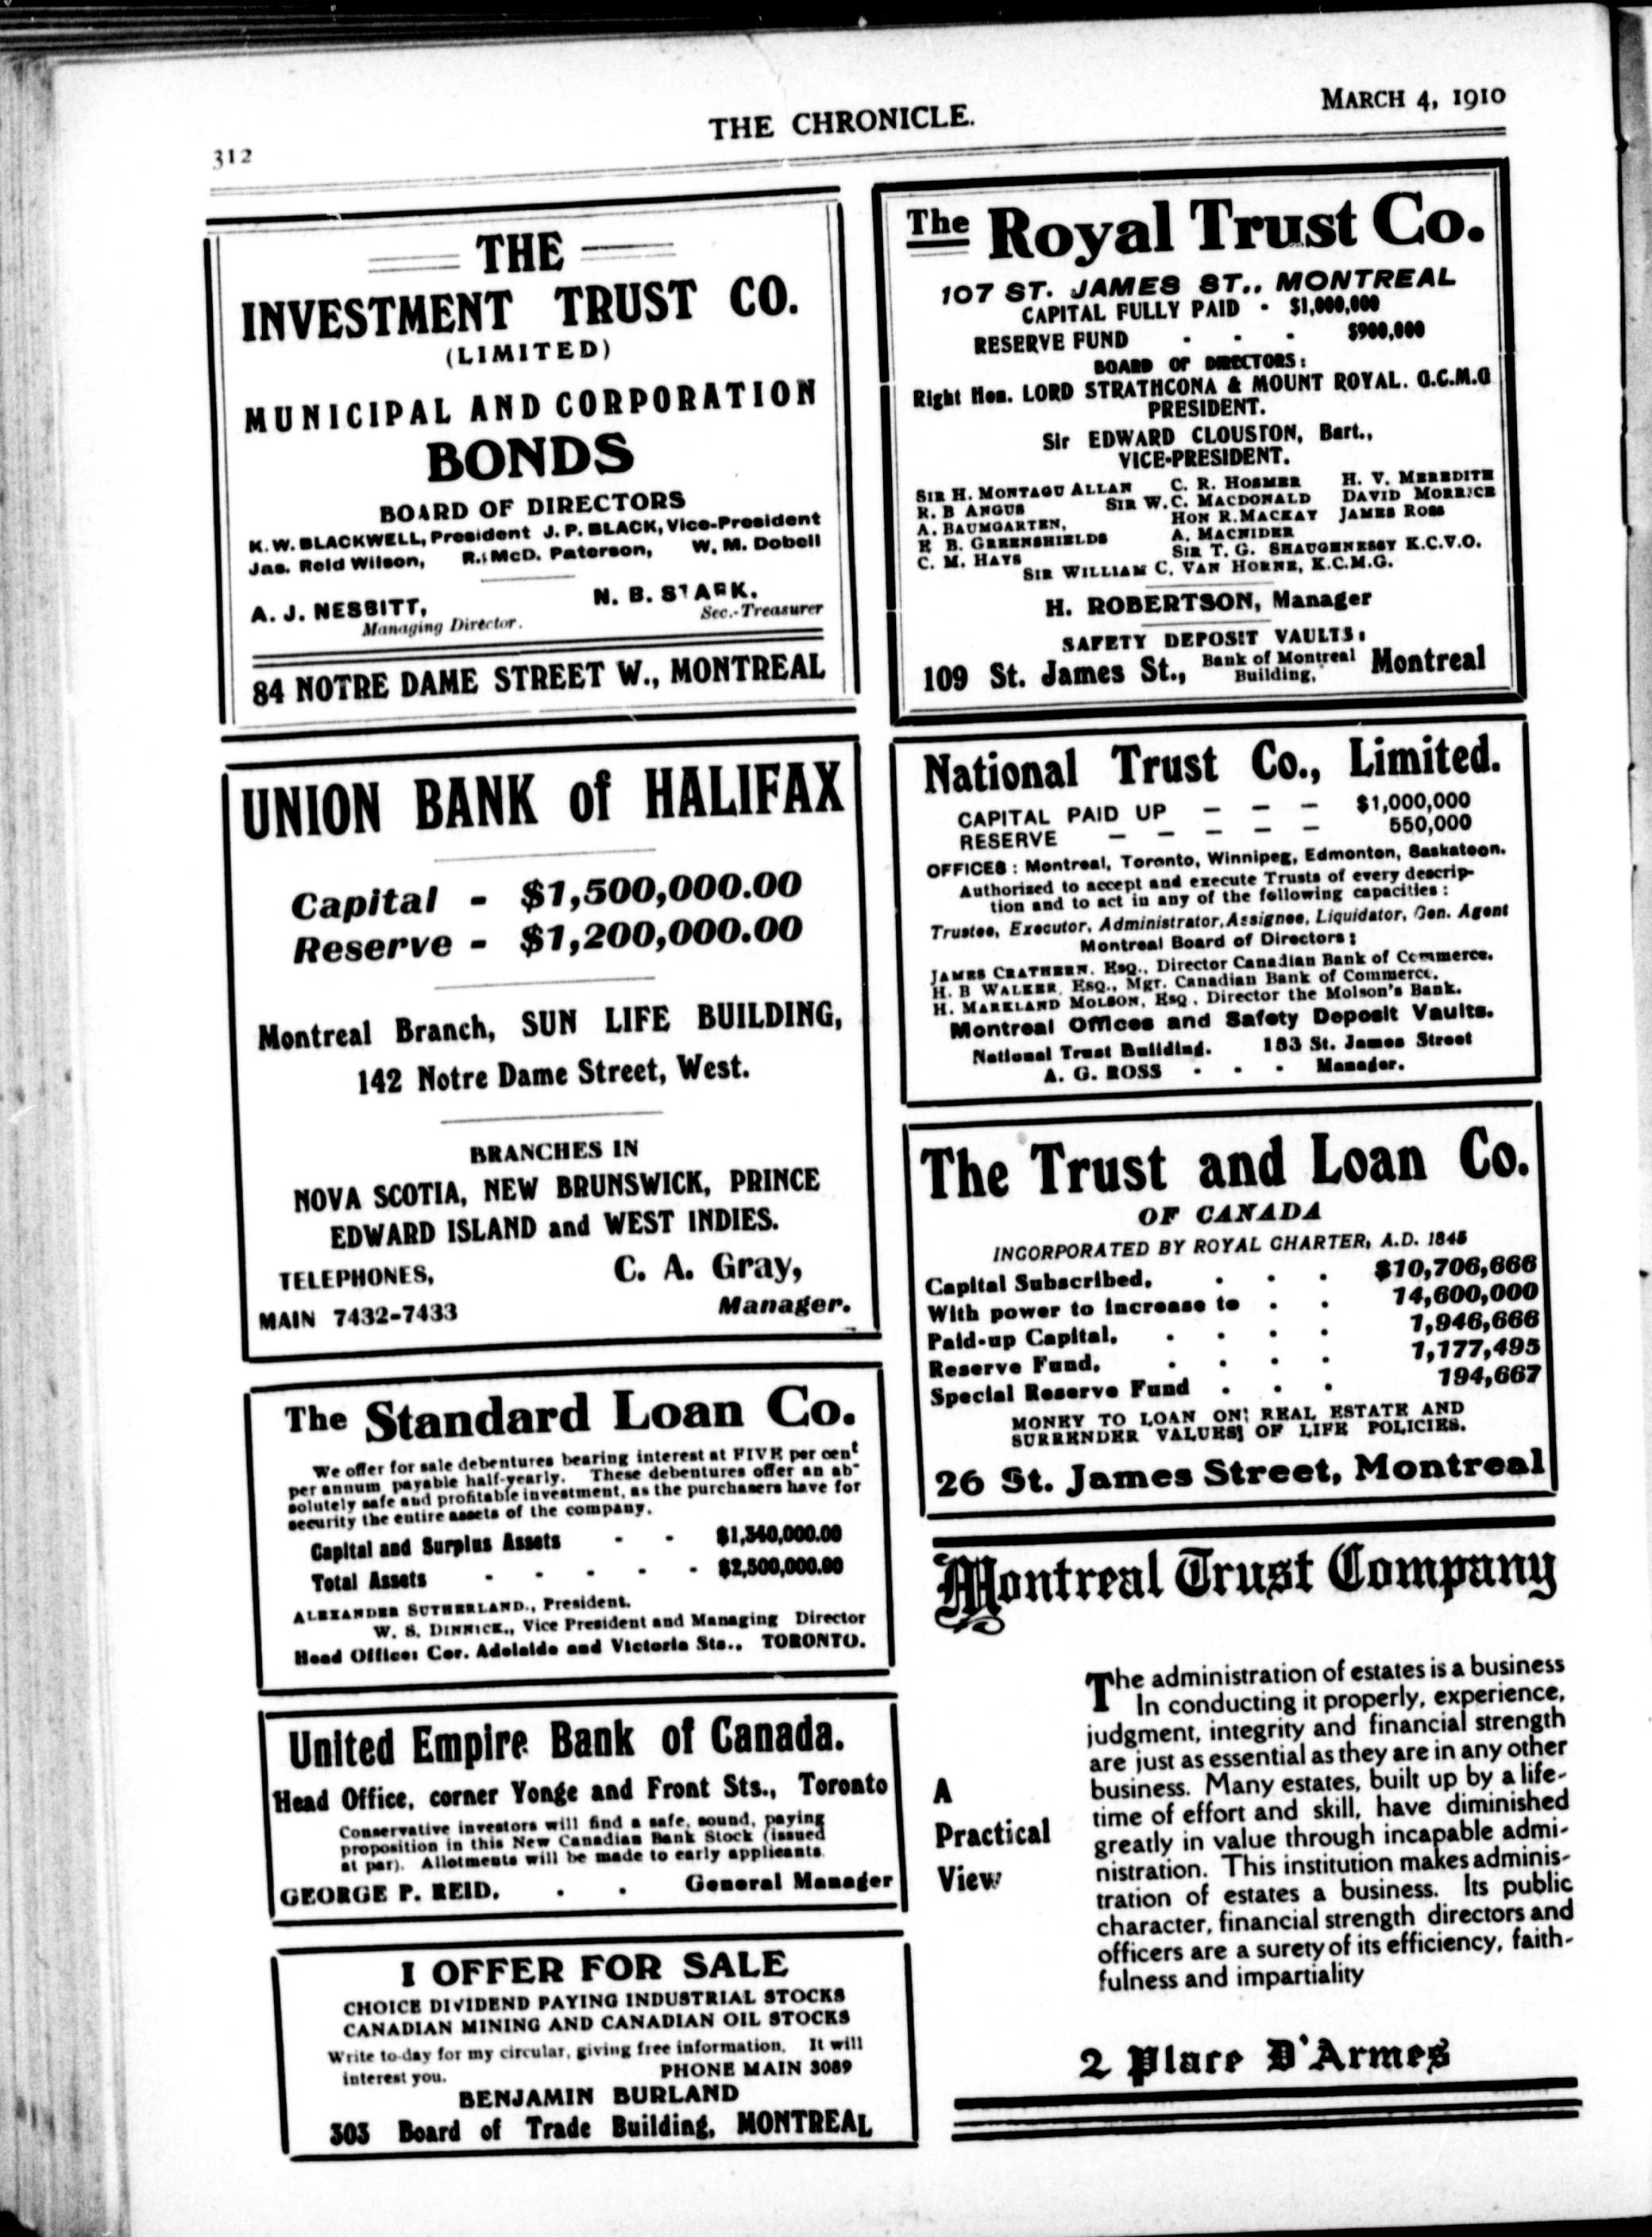 312
THE CHRONICLE.
MARCH 4, 1910
THE
INVESTMENT TRUST CO.
(LIMITED)
MUNICIPAL AND CORPORATION
BONDS
BOARD OF DIRECTORS
K. W. BLACKWELL, President J. P. BLACK, Vice-President
Jas. Reid Wilson, R. McD. Paterson, W. M. Dobell
A. J. NESBITT, N. B. STARK,
Managing Director. Sec.-Treasurer
84 NOTRE DAME STREET W., MONTREAL
UNION BANK of HALIFAX
Capital - $1,500,000.00
Reserve - $1,200,000.00
Montreal Branch, SUN LIFE BUILDING,
142 Notre Dame Street, West.
BRANCHES IN
NOVA SCOTIA, NEW BRUNSWICK, PRINCE
EDWARD ISLAND and WEST INDIES.
TELEPHONES, C. A. Gray,
MAIN 7432-7433 Manager.
The Standard Loan Co.
We offer for sale debentures bearing interest at FIVE per cent
per annum payable half-yearly. These debentures offer an ab-
solutely safe and profitable investment, as the purchasers have for
security the entire assets of the company.
Capital and Surplus Assets - - $1,340,000.00
Total Assets - - - - - $2,500,000.00
ALEXANDER SUTHERLAND., President.
W. S. DINNICK., Vice President and Managing Director
Head Office: Cor. Adelaide and Victoria Sts., TORONTO.
United Empire Bank of Canada.
Head Office, corner Yonge and Front Sts., Toronto
Conservative investors will find a safe, sound, paying
proposition in this New Canadian Bank Stock (issued
at par). Allotments will be made to early applicants.
GEORGE P. REID, . . General Manager
I OFFER FOR SALE
CHOICE DIVIDEND PAYING INDUSTRIAL STOCKS
CANADIAN MINING AND CANADIAN OIL STOCKS
Write to-day for my circular, giving free information. It will
interest you. PHONE MAIN 3089
BENJAMIN BURLAND
303 Board of Trade Building, MONTREAL
The Royal Trust Co.
107 ST. JAMES ST., MONTREAL
CAPITAL FULLY PAID - $1,000,000
RESERVE FUND - - - $900,000
BOARD OF DIRECTORS:
Right Hon. LORD STRATHCONA & MOUNT ROYAL. G.C.M.G
PRESIDENT.
Sir EDWARD CLOUSTON, Bart.,
VICE-PRESIDENT.
SIR H. MONTAGU ALLAN C. R. HOSMER H. V. MEREDITH
R. B ANGUS SIR W. C. MACDONALD DAVID MORRICE
A. BAUMGARTEN, HON R. MACKAY JAMES ROSS
E B. GREENSHIELDS A. MACNIDER
C. M. HAYS SIR T. G. SHAUGHNESSY K.C.V.O.
SIR WILLIAM C. VAN HORNE, K.C.M.G.
H. ROBERTSON, Manager
SAFETY DEPOSIT VAULTS:
109 St. James St., Bank of Montreal Building, Montreal
National Trust Co., Limited.
CAPITAL PAID UP - - - $1,000,000
RESERVE - - - - - 550,000
OFFICES : Montreal, Toronto, Winnipeg, Edmonton, Saskatoon.
Authorized to accept and execute Trusts of every descrip-
tion and to act in any of the following capacities :
Trustee, Executor, Administrator, Assignee, Liquidator, Gen. Agent
Montreal Board of Directors :
JAMES CRATHERN, ESQ., Director Canadian Bank of Commerce.
H. B WALKER, ESQ., Mgr. Canadian Bank of Commerce.
H. MARKLAND MOLSON, ESQ., Director the Molson's Bank.
Montreal Offices and Safety Deposit Vaults.
National Trust Building. 153 St. James Street
A. G. ROSS - - - Manager.
The Trust and Loan Co.
OF CANADA
INCORPORATED BY ROYAL CHARTER, A.D. 1845
Capital Subscribed, . . . $10,706,666
With power to increase to . . 14,600,000
Paid-up Capital, . . . . 1,946,666
Reserve Fund, . . . . 1,177,495
Special Reserve Fund . . . 194,667
MONEY TO LOAN ON REAL ESTATE AND
SURRENDER VALUES OF LIFE POLICIES.
26 St. James Street, Montreal
Montreal Trust Company
A
Practical
View
The administration of estates is a business
In conducting it properly, experience,
judgment, integrity and financial strength
are just as essential as they are in any other
business. Many estates, built up by a life-
time of effort and skill, have diminished
greatly in value through incapable admi-
nistration. This institution makes adminis-
tration of estates a business. Its public
character, financial strength directors and
officers are a surety of its efficiency, faith-
fulness and impartiality
2 Place D'Armes